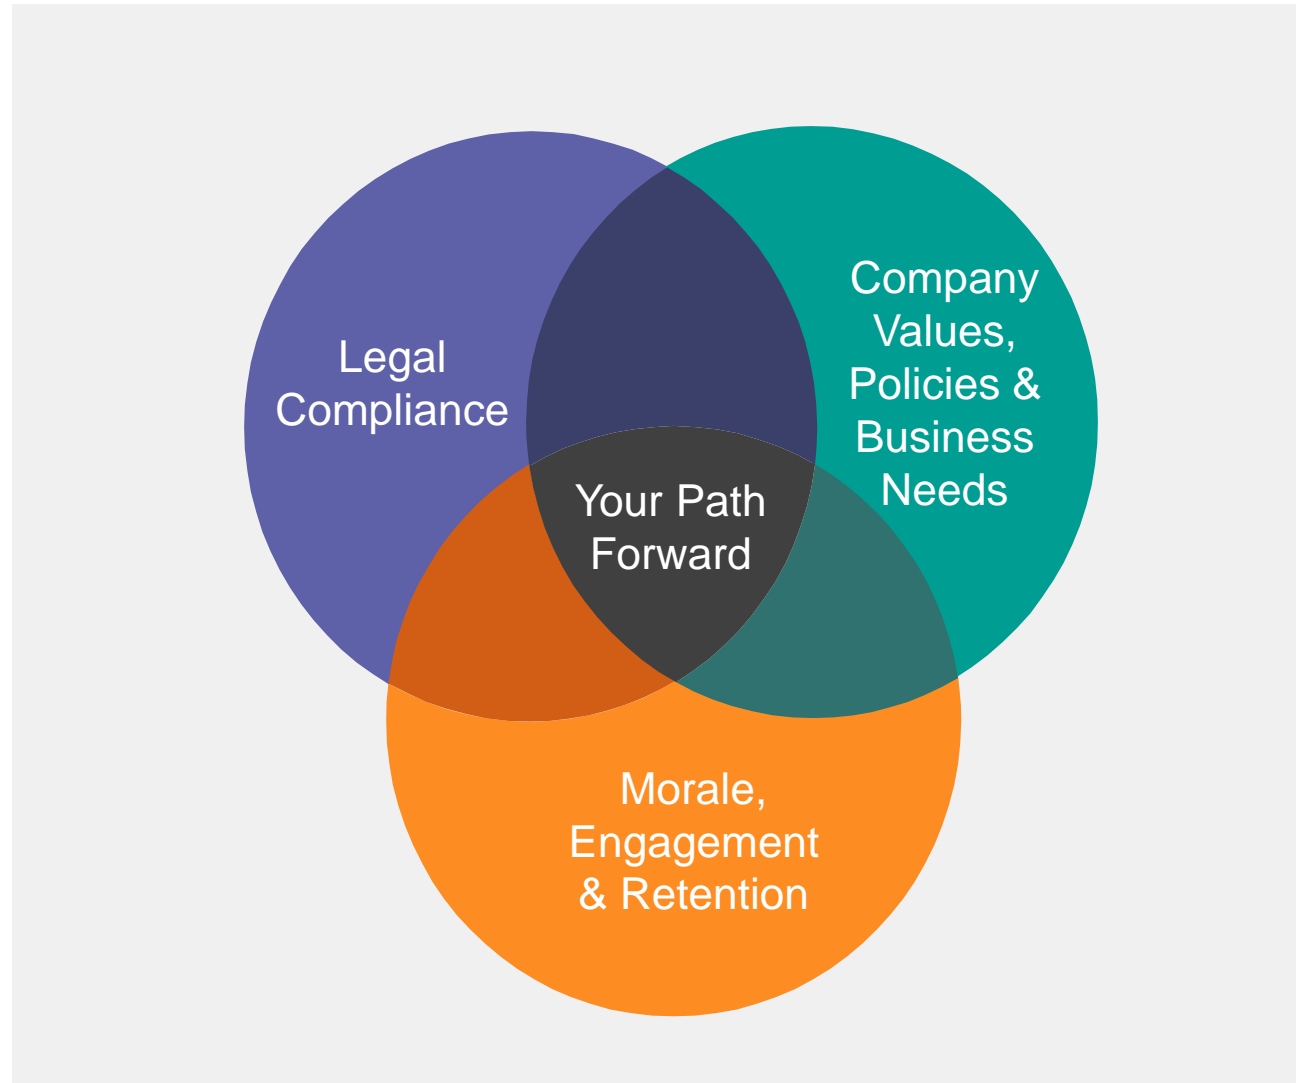 Legal
Compliance
Company
Values,
Policies &
Business
Needs
Your Path
Forward
Morale,
Engagement
& Retention